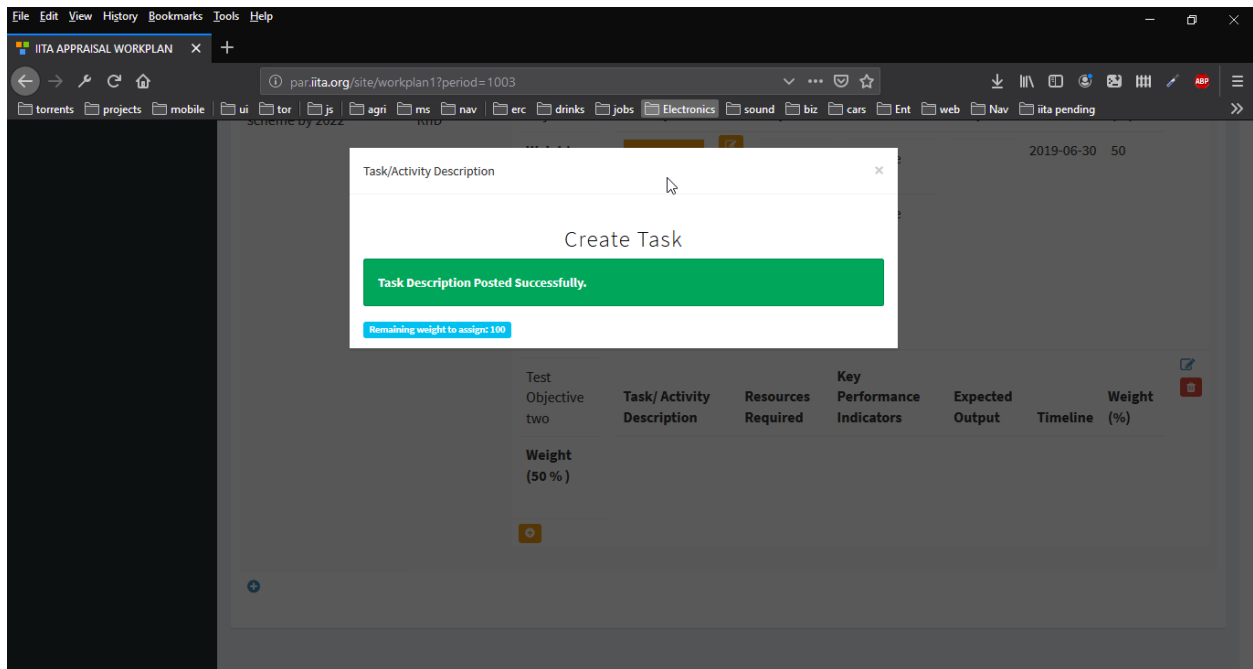 File Edit View History Bookmarks Tools Help
IITA APPRAISAL WORKPLAN
par.iita.org/site/workplan1?period=1003
ABP
torrents projects mobile ui tor js agri ms nav erc drinks jobs Electronics sound biz cars Ent web Nav iita pending
scheme by 2022
2019-06-30 50
Task/Activity Description
Create Task
Task Description Posted Successfully.
Remaining weight to assign: 100
Test
Objective
two
Task/ Activity
Description
Resources
Required
Key
Performance
Indicators
Expected
Output
Timeline
Weight
(%)
Weight
(50 % )